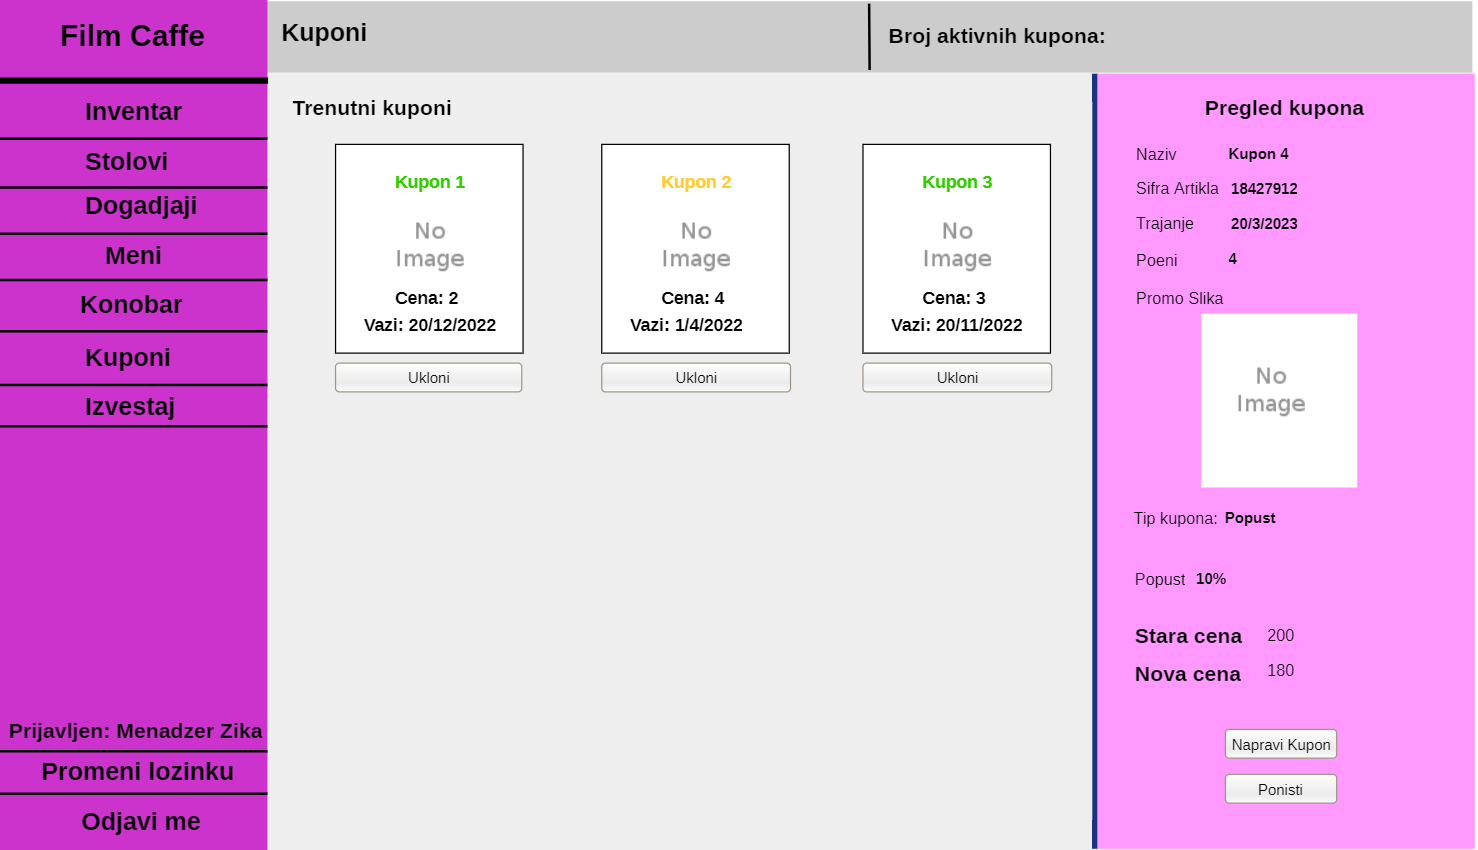 Film Caffe
Inventar
Stolovi
Dogadjaji
Meni
Konobar
Kuponi
Izvestaj
Prijavljen: Menadzer Zika
Promeni lozinku
Odjavi me
Kuponi
Broj aktivnih kupona:
Trenutni kuponi
Kupon 1
No
Image
Cena: 2
Vazi: 20/12/2022
Ukloni
Kupon 2
No
Image
Cena: 4
Vazi: 1/4/2022
Ukloni
Kupon 3
No
Image
Cena: 3
Vazi: 20/11/2022
Ukloni
Pregled kupona
Naziv Kupon 4
Sifra Artikla 18427912
Trajanje 20/3/2023
Poeni 4
Promo Slika
No
Image
Tip kupona: Popust
Popust 10%
Stara cena 200
Nova cena 180
Napravi Kupon
Ponisti